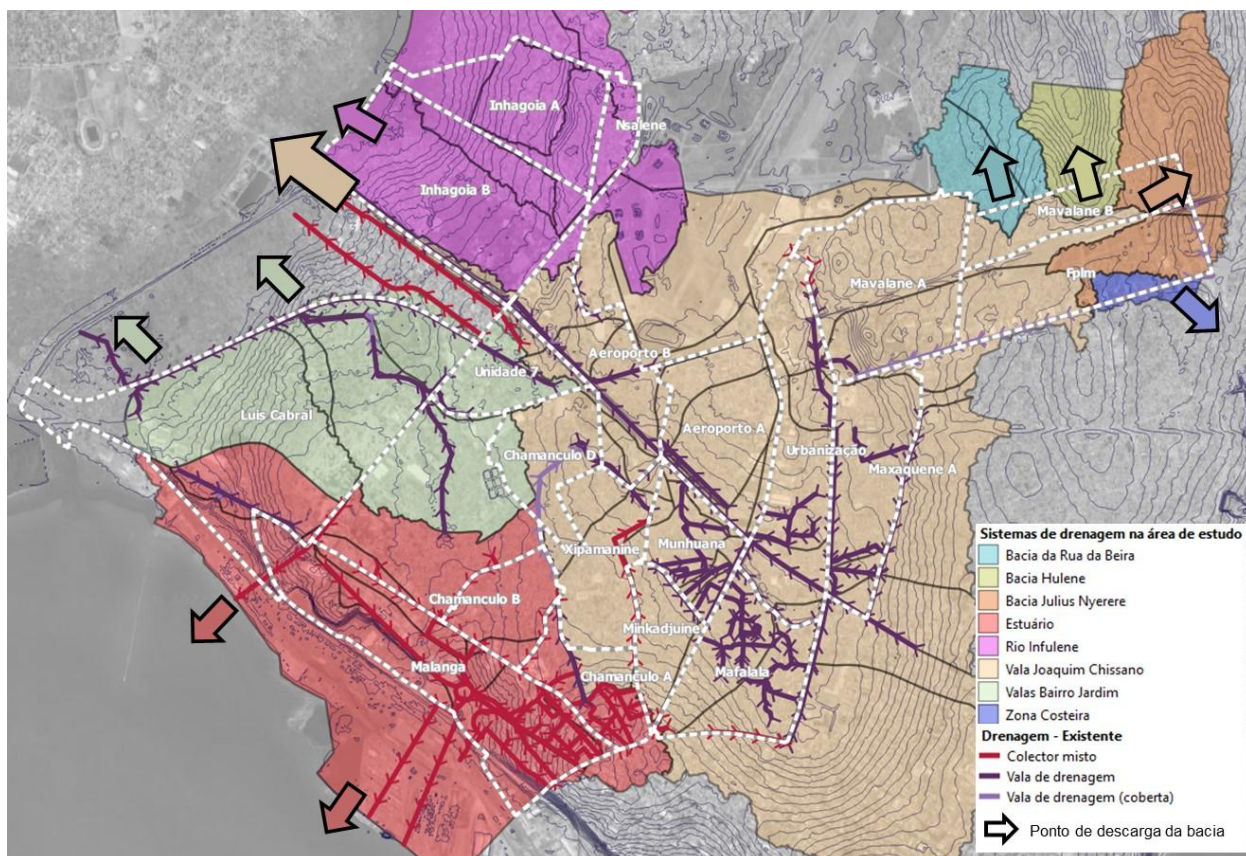 Inhagoia A
Nsalene
Inhagoia B
Mavalane B
Mavalane A
Fplm
Aeroporto B
Unidade 7
Luis Cabral
Aeroporto A
Chamanculo D
Urbanização
Maxaquene A
Xipamanine
Munhuana
Chamanculo B
Minkadjuine
Malanga
Chamanculo A
Mafalala
Sistemas de drenagem na área de estudo
Bacia da Rua da Beira
Bacia Hulene
Bacia Julius Nyerere
Estuário
Rio Infulene
Vala Joaquim Chissano
Valas Bairro Jardim
Zona Costeira
Drenagem - Existente
Colector misto
Vala de drenagem
Vala de drenagem (coberta)
Ponto de descarga da bacia